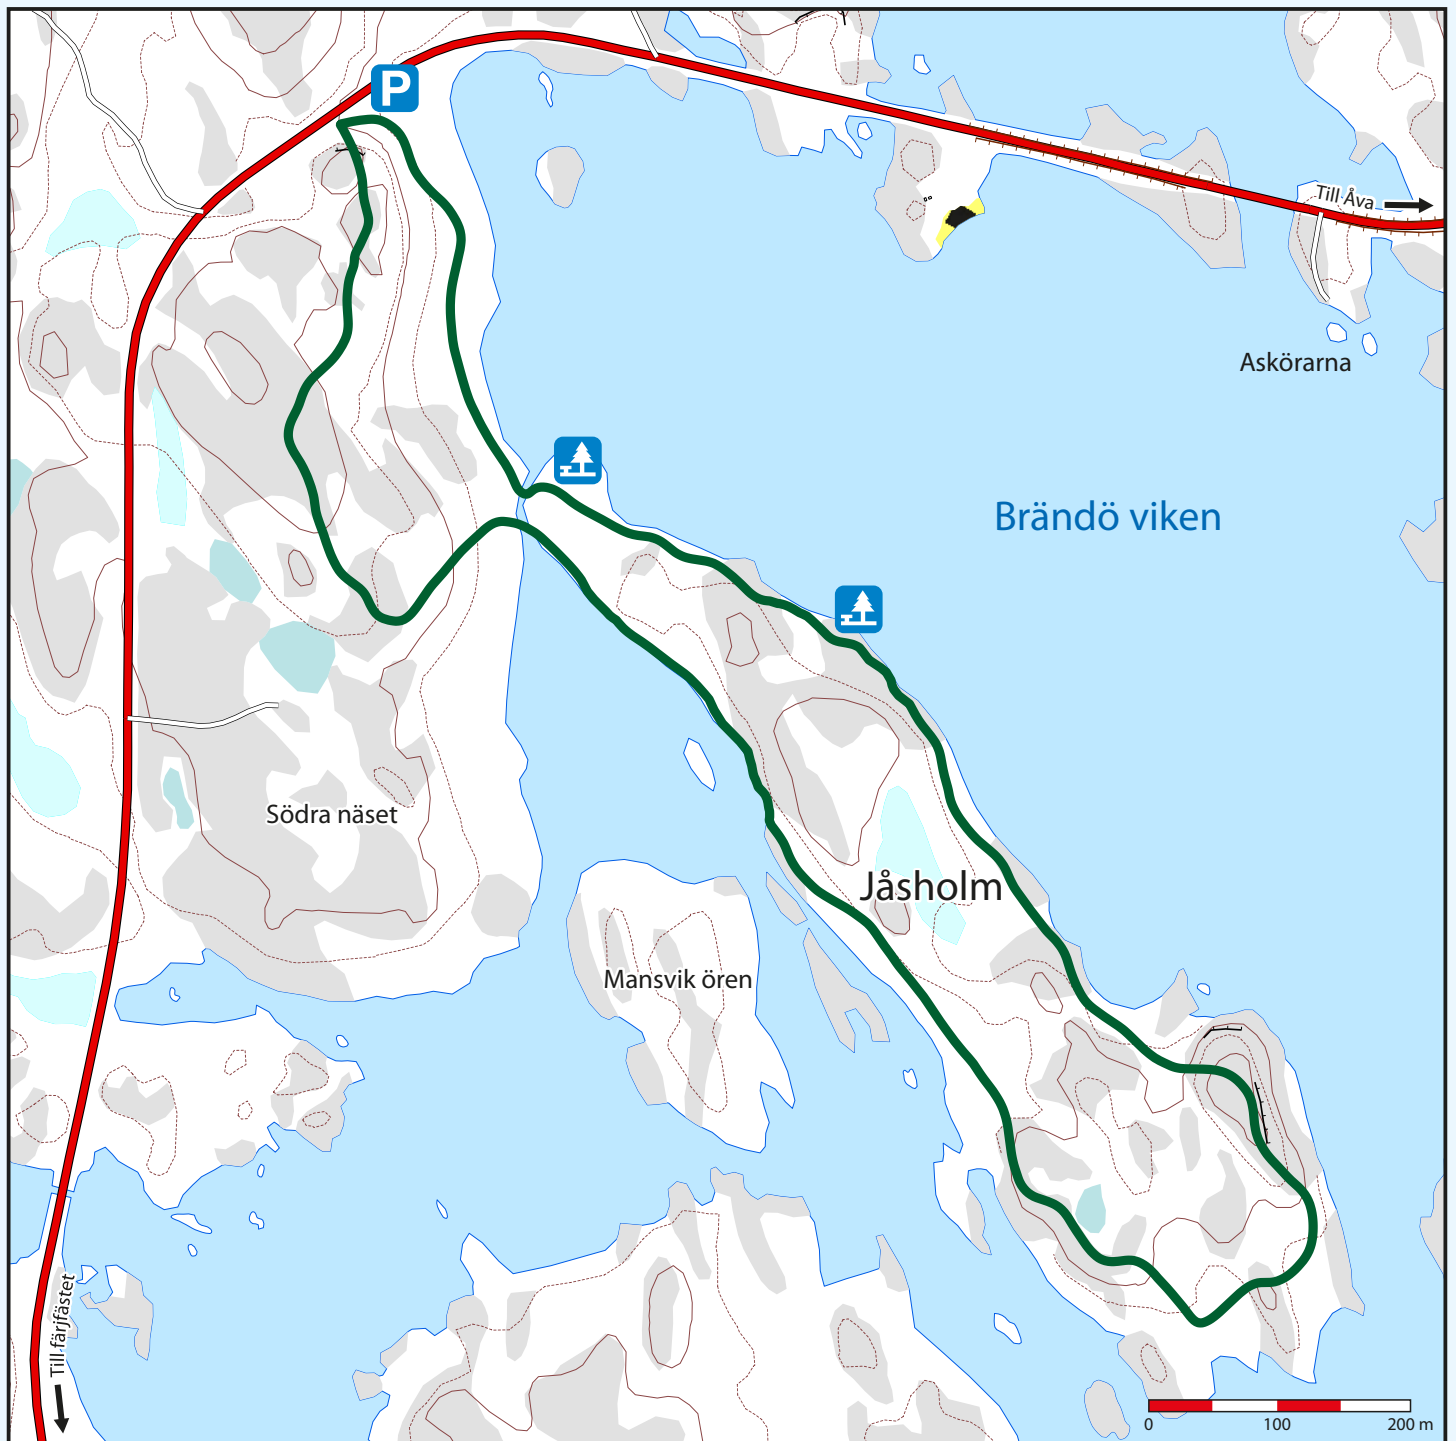 P
Till Åva
Askörarna
Brändö viken
Södra näset
Jåsholm
Mansvik ören
Till färjfästet
0 100 200 m